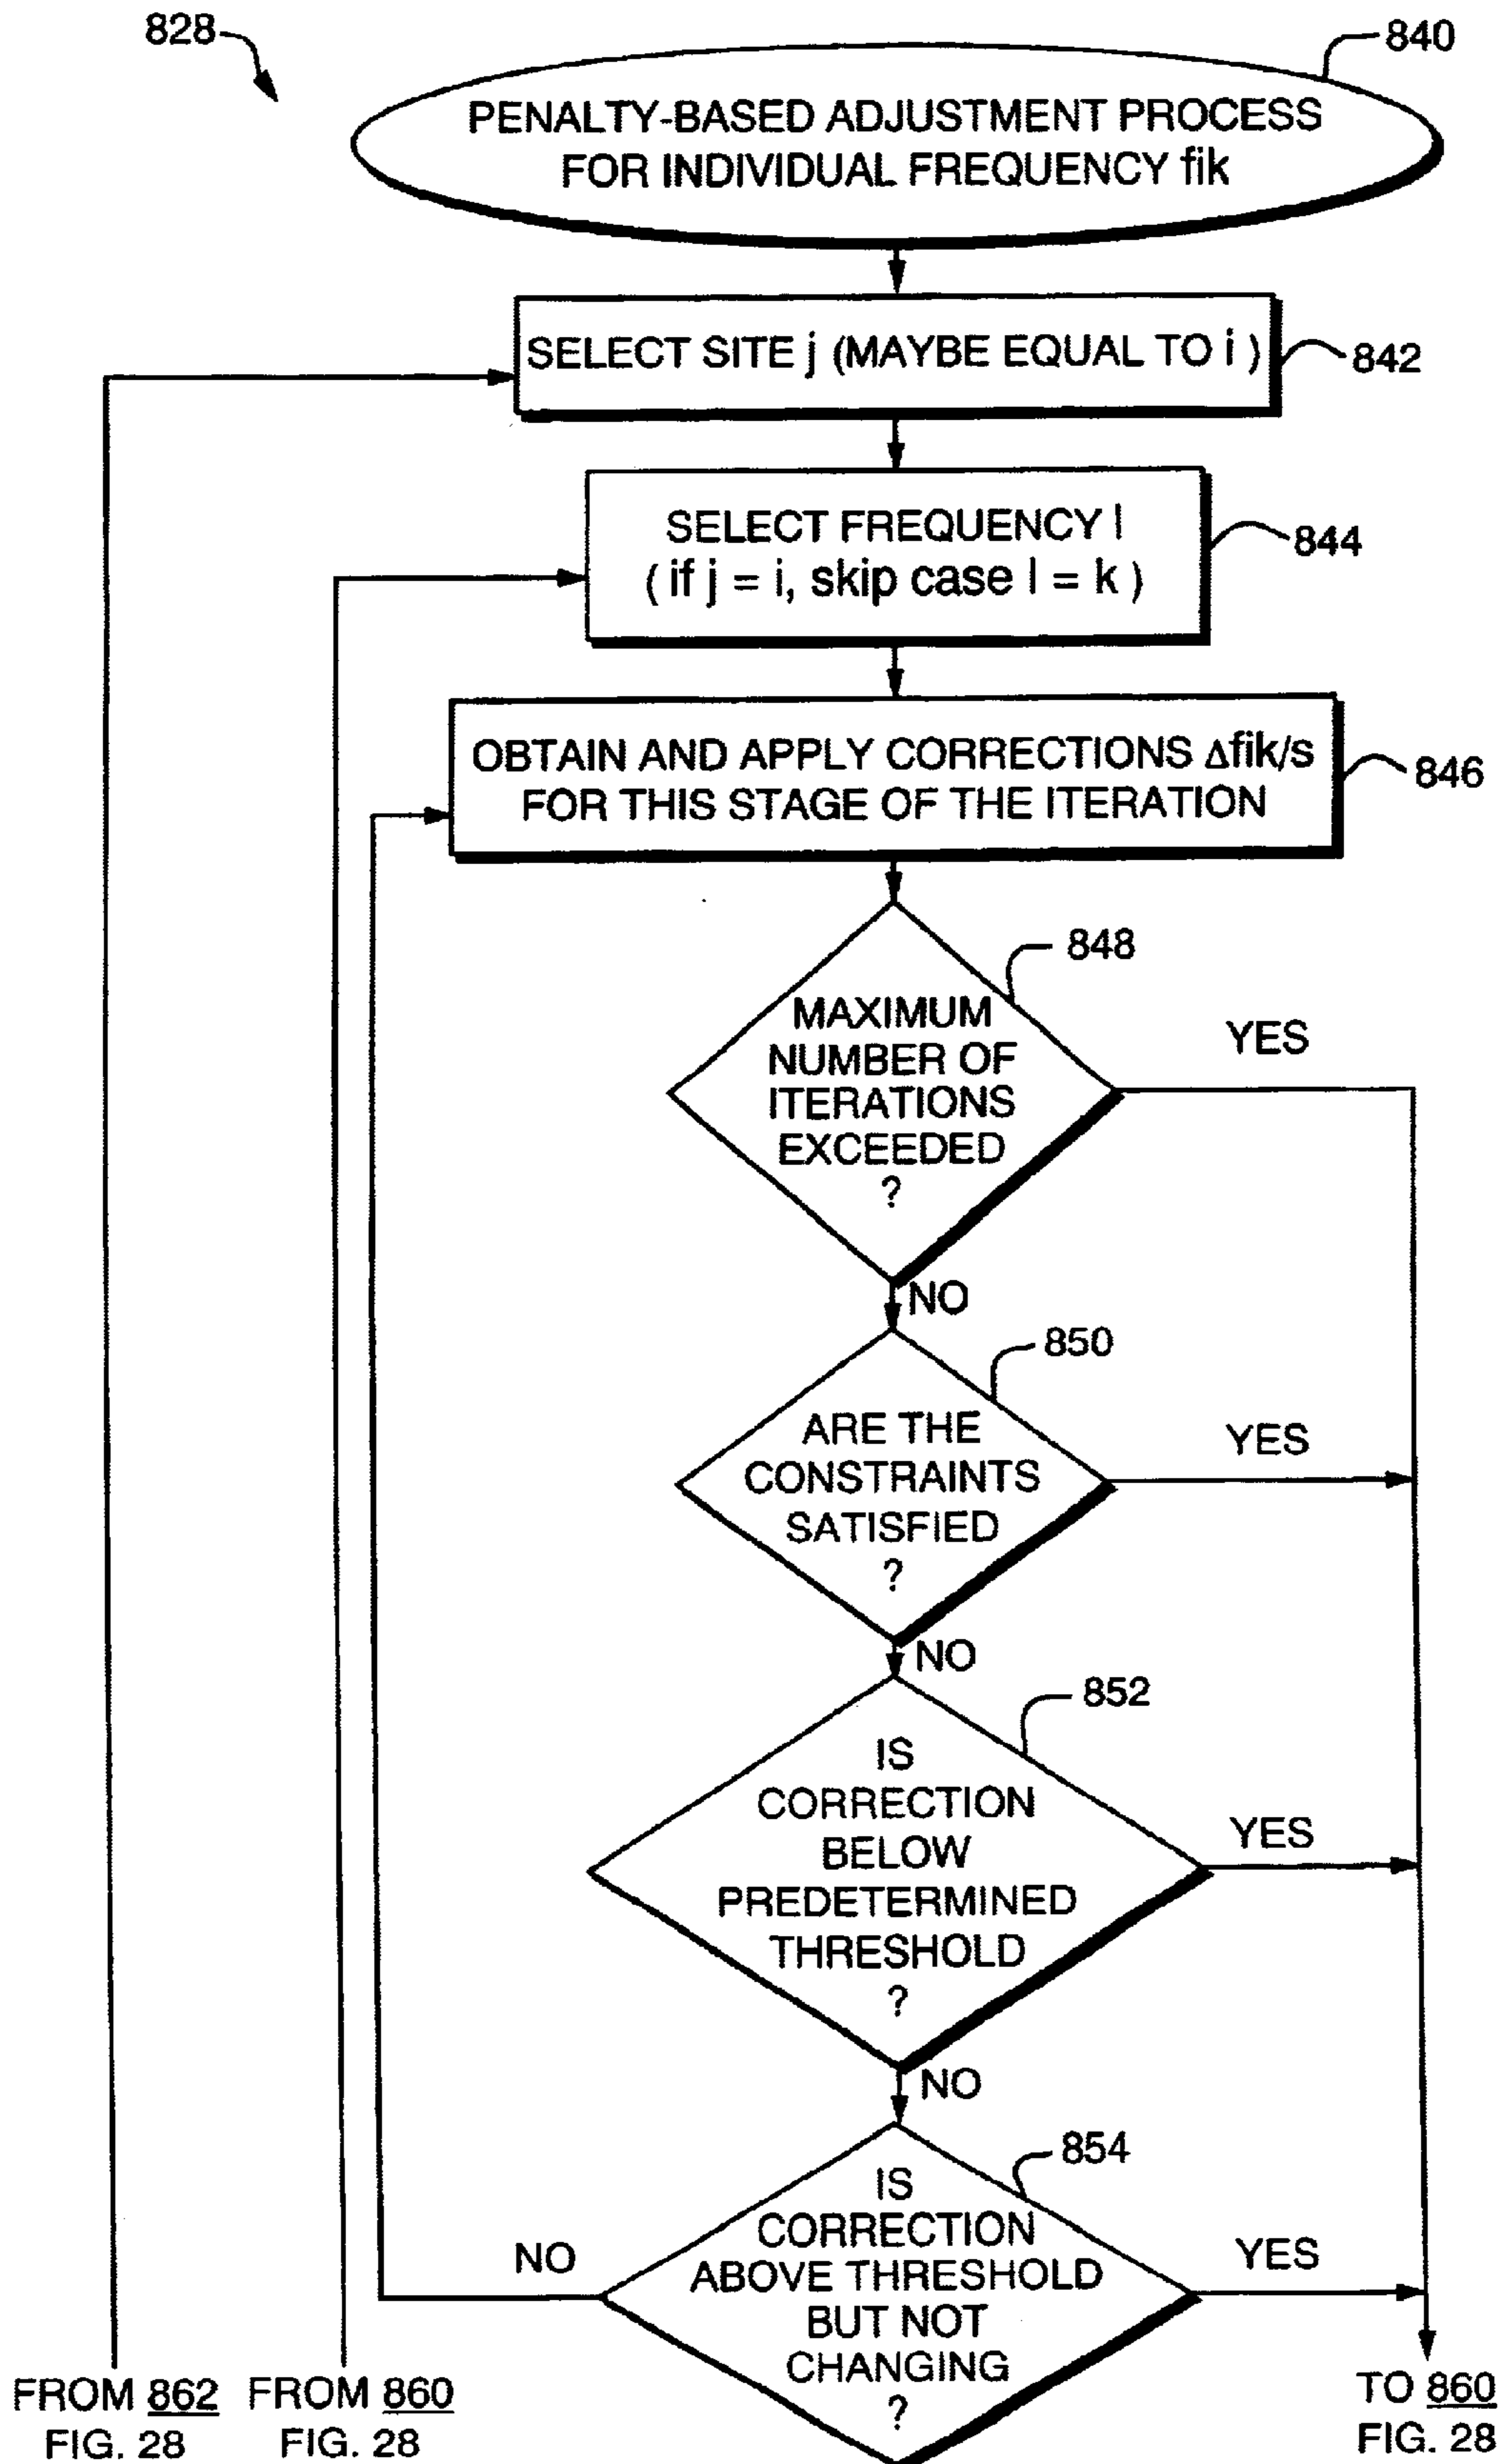 828
840
PENALTY-BASED ADJUSTMENT PROCESS
FOR INDIVIDUAL FREQUENCY fik
SELECT SITE j (MAYBE EQUAL TO i )
842
SELECT FREQUENCY l
( if j = i, skip case l = k )
844
OBTAIN AND APPLY CORRECTIONS Δfik/s
FOR THIS STAGE OF THE ITERATION
846
848
MAXIMUM
NUMBER OF
ITERATIONS
EXCEEDED
?
YES
NO
850
ARE THE
CONSTRAINTS
SATISFIED
?
YES
NO
852
IS
CORRECTION
BELOW
PREDETERMINED
THRESHOLD
?
YES
NO
854
IS
CORRECTION
ABOVE THRESHOLD
BUT NOT
CHANGING
?
NO
YES
FROM 862
FIG. 28
FROM 860
FIG. 28
TO 860
FIG. 28